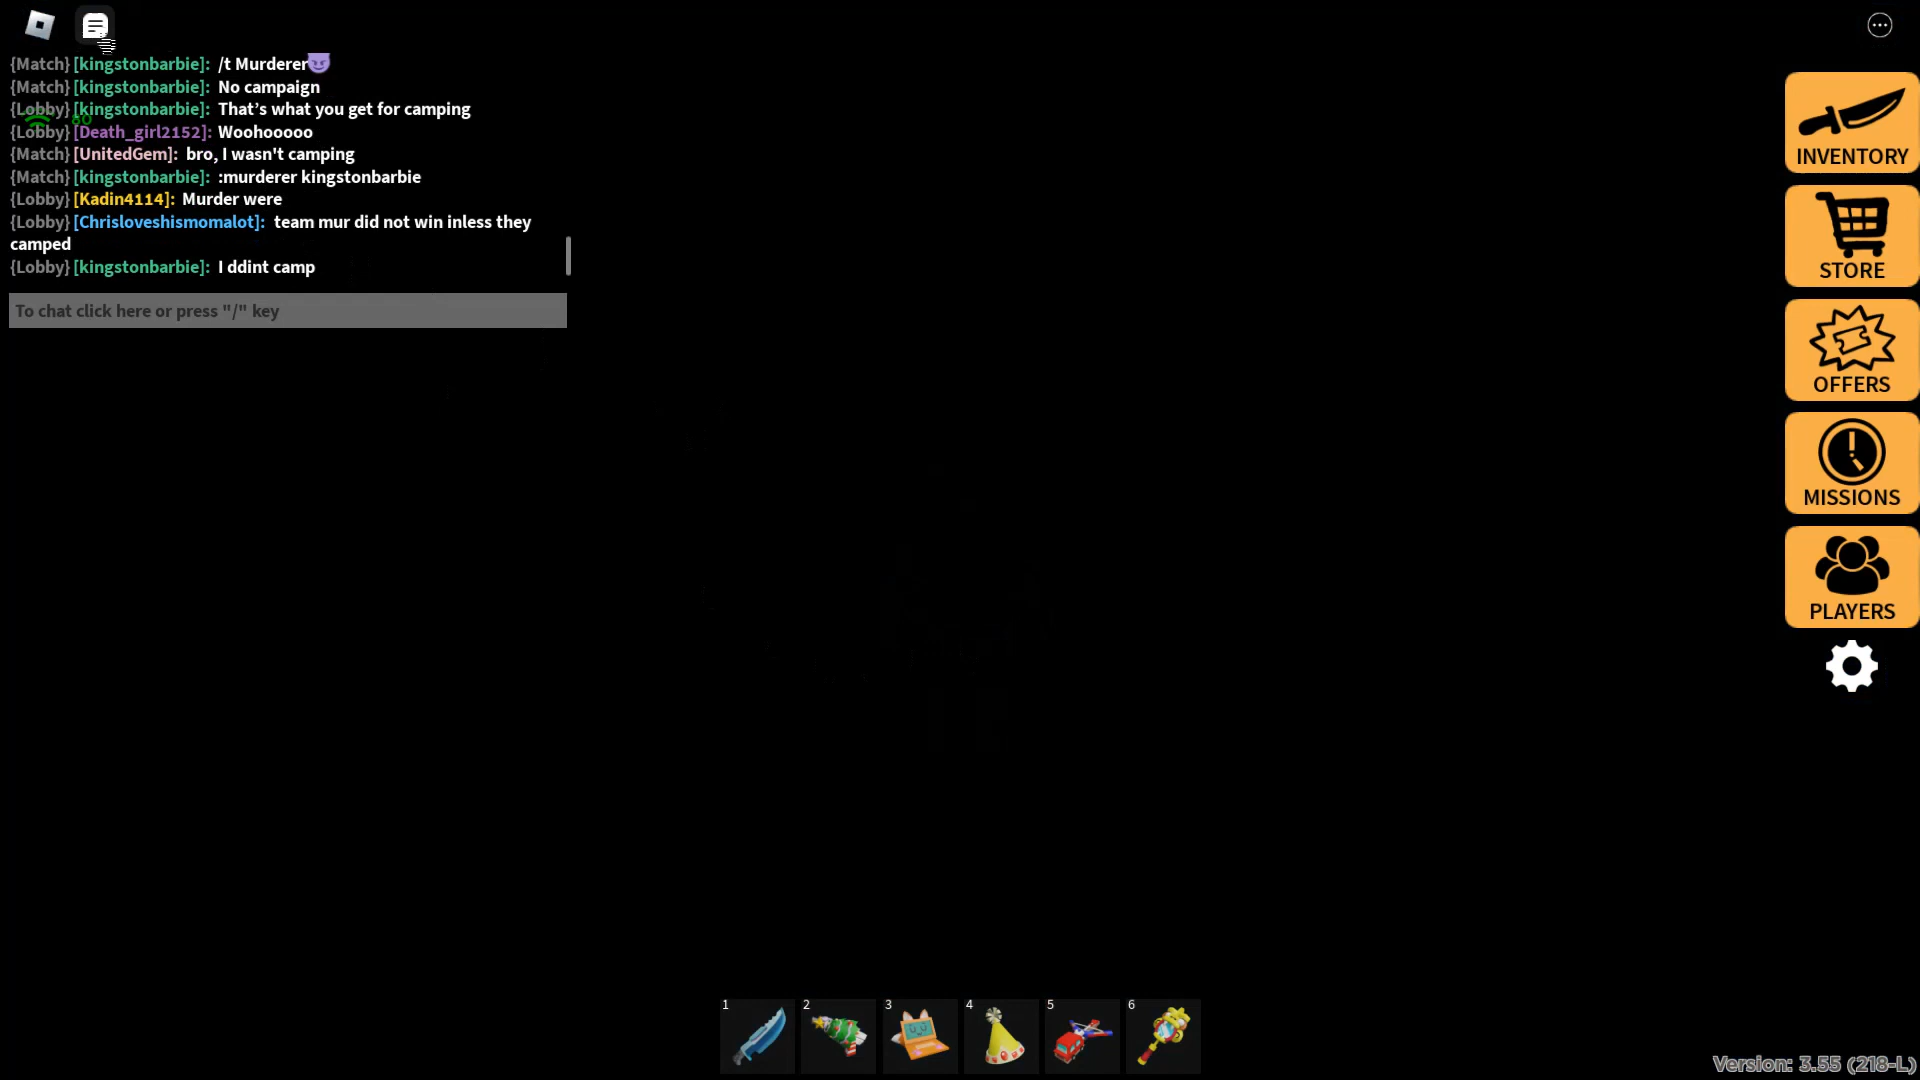 {Match} [kingstonbarbie]: /t Murderer😈
{Match} [kingstonbarbie]: No campaign
{Lobby} [kingstonbarbie]: That's what you get for camping
80
{Lobby} [Death_girl2152]: Woohooooo
{Match} [UnitedGem]: bro, I wasn't camping
{Match} [kingstonbarbie]: :murderer kingstonbarbie
{Lobby} [Kadin4114]: Murder were
{Lobby} [Chrisloveshismomalot]: team mur did not win inless they
camped
{Lobby} [kingstonbarbie]: I ddint camp
To chat click here or press "/" key
INVENTORY
STORE
OFFERS
MISSIONS
PLAYERS
1 2 3 4 5 6
Version: 3.55 (218-L)